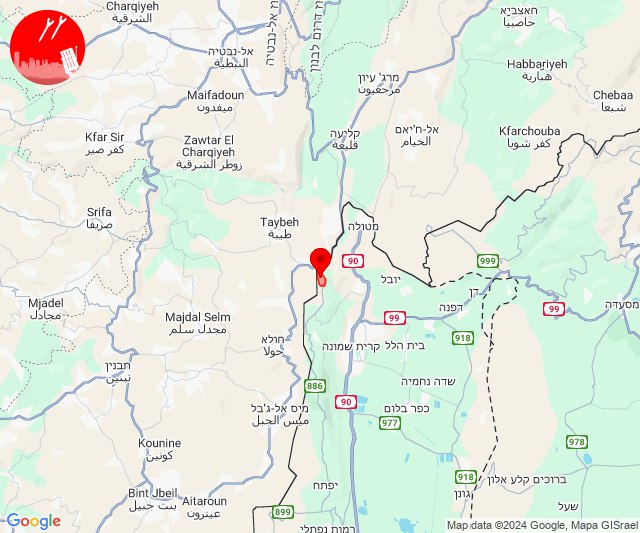 Charqiyeh
الشرقية
אל-נבטיה
النبطية
מרג' עיון
مرجعيون
חאצביא
حاصبيا
Habbariyeh
هبارية
Chebaa
شبعا
Maifadoun
ميفدون
Kfar Sir
كفر صير
Zawtar El
Charqiyeh
زوطر الشرقية
קליעה
قليعة
אל-ח'יאם
الخيام
Kfarchouba
كفر شوبا
Srifa
صريفا
Taybeh
طيبة
מטולה
90
999
יובל
דן
דפנה
99
99
מסעדה
Mjadel
مجادل
Majdal Selm
مجدل سلم
חולא
حولا
קרית שמונה
בית הלל
918
תבנין
تبنين
886
שדה נחמיה
מיס אל-ג'בל
ميس الجبل
90
כפר בלום
977
978
Kounine
كونين
918
גונן
ברוכים קלע אלון
Bint Jbeil
بنت جبيل
Aitaroun
عيترون
יפתח
899
רמות נפתלי
שעל
Google
Map data ©2024 Google, Mapa GISrael